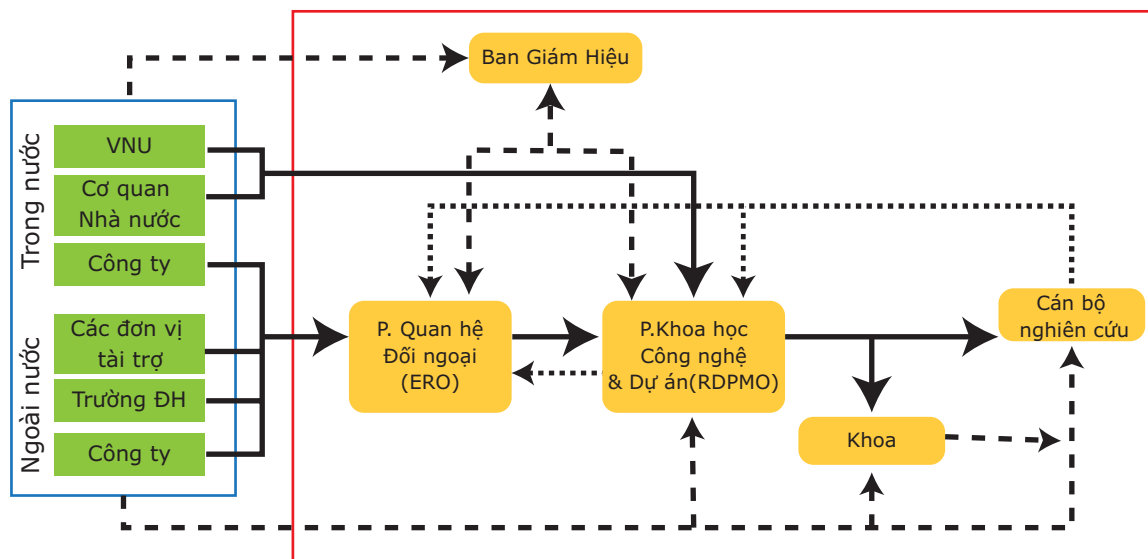 Ban Giám Hiệu
Trong nước
VNU
Cơ quan
Nhà nước
Công ty
Ngoài nước
Các đơn vị
tài trợ
Trường ĐH
Công ty
P. Quan hệ
Đối ngoại
(ERO)
P.Khoa học
Công nghệ
& Dự án(RDPMO)
Cán bộ
nghiên cứu
Khoa